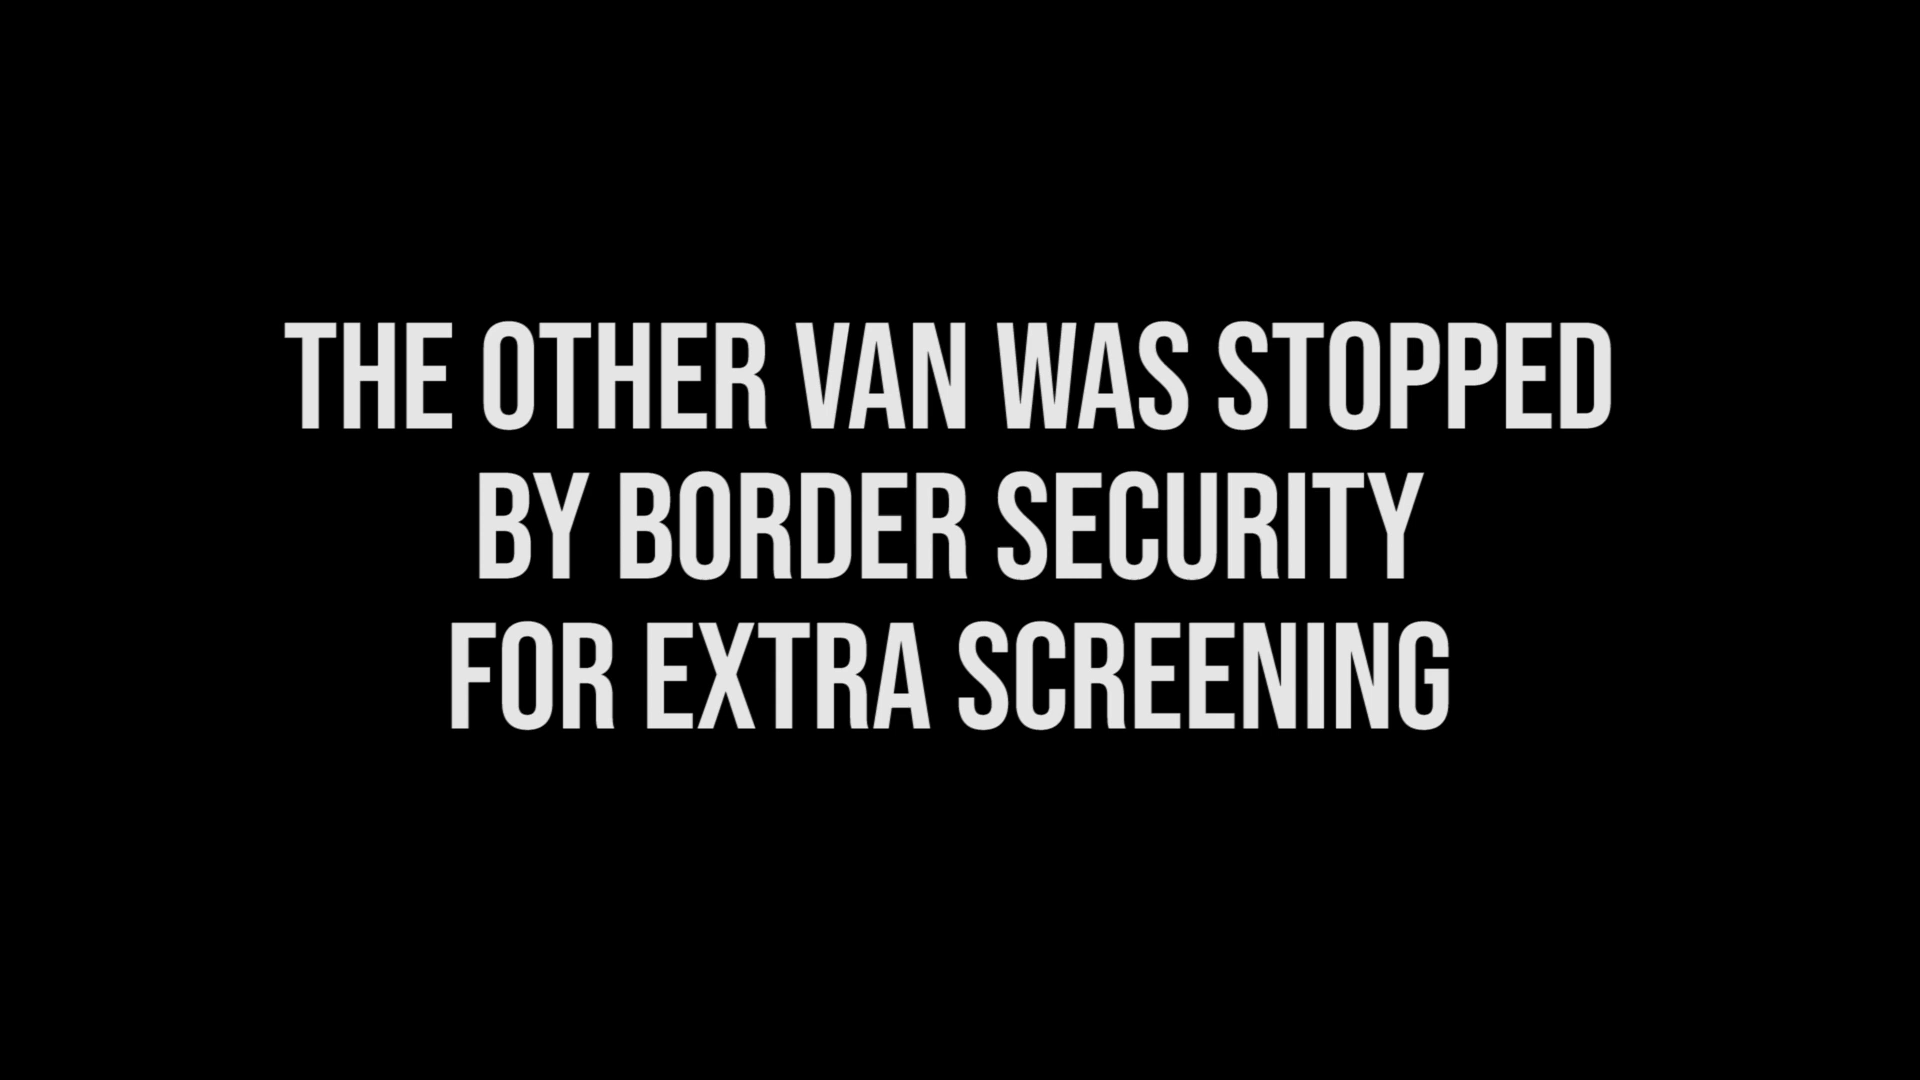 THE OTHER VAN WAS STOPPED
BY BORDER SECURITY
FOR EXTRA SCREENING